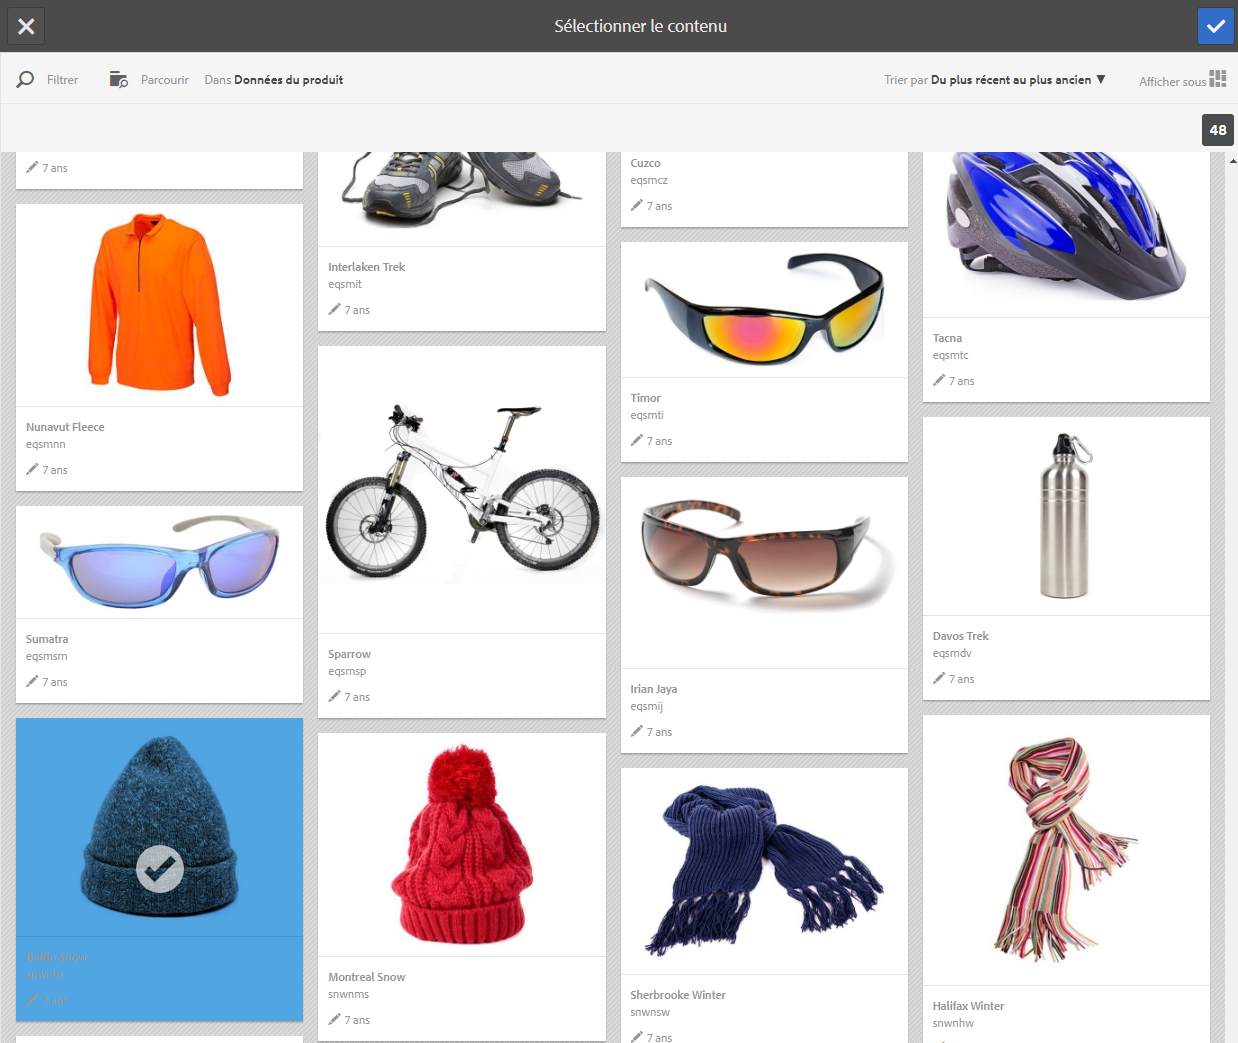 Sélectionner le contenu
Filtrer
Parcourir
Dans Données du produit
Trier par Du plus récent au plus ancien
Afficher sous
48
7 ans
Nunavut Fleece
eqsmnn
7 ans
Sumatra
eqsmsm
7 ans
Baffin Snow
7 ans
Interlaken Trek
eqsmit
7 ans
Sparrow
eqsmsp
7 ans
Montreal Snow
snwnms
7 ans
Cuzco
eqsmcz
7 ans
Timor
eqsmti
7 ans
Irian Jaya
eqsmij
7 ans
Sherbrooke Winter
snwnsw
7 ans
Tacna
eqsmtc
7 ans
Davos Trek
eqsmdv
7 ans
Halifax Winter
snwnhw